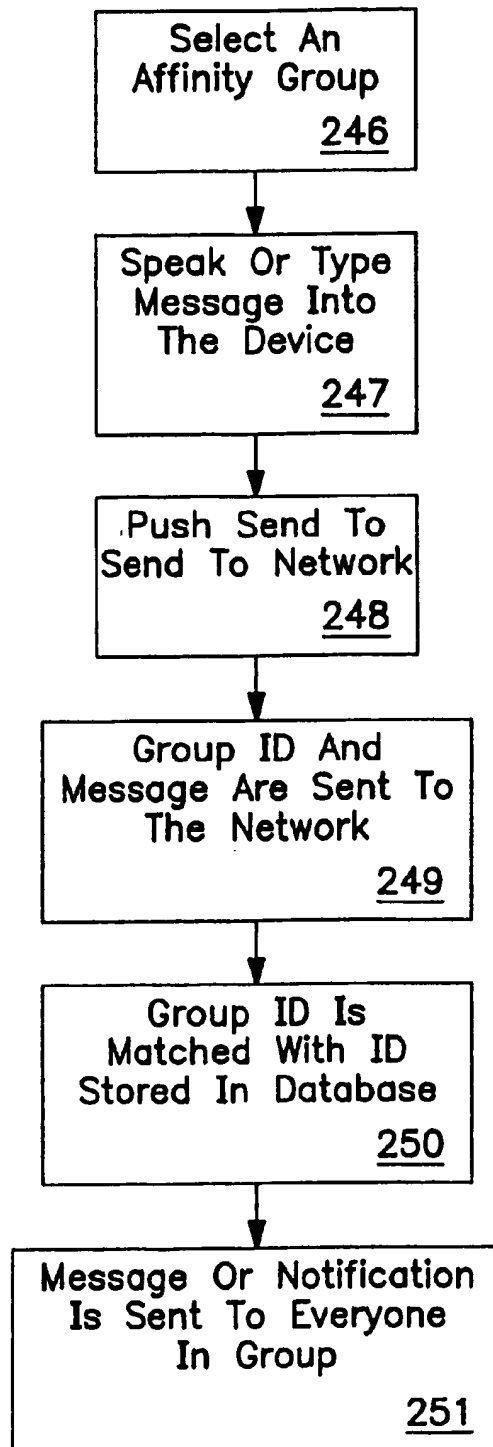 Select An
Affinity Group
246
Speak Or Type
Message Into
The Device
247
Push Send To
Send To Network
248
Group ID And
Message Are Sent To
The Network
249
Group ID Is
Matched With ID
Stored In Database
250
Message Or Notification
Is Sent To Everyone
In Group
251